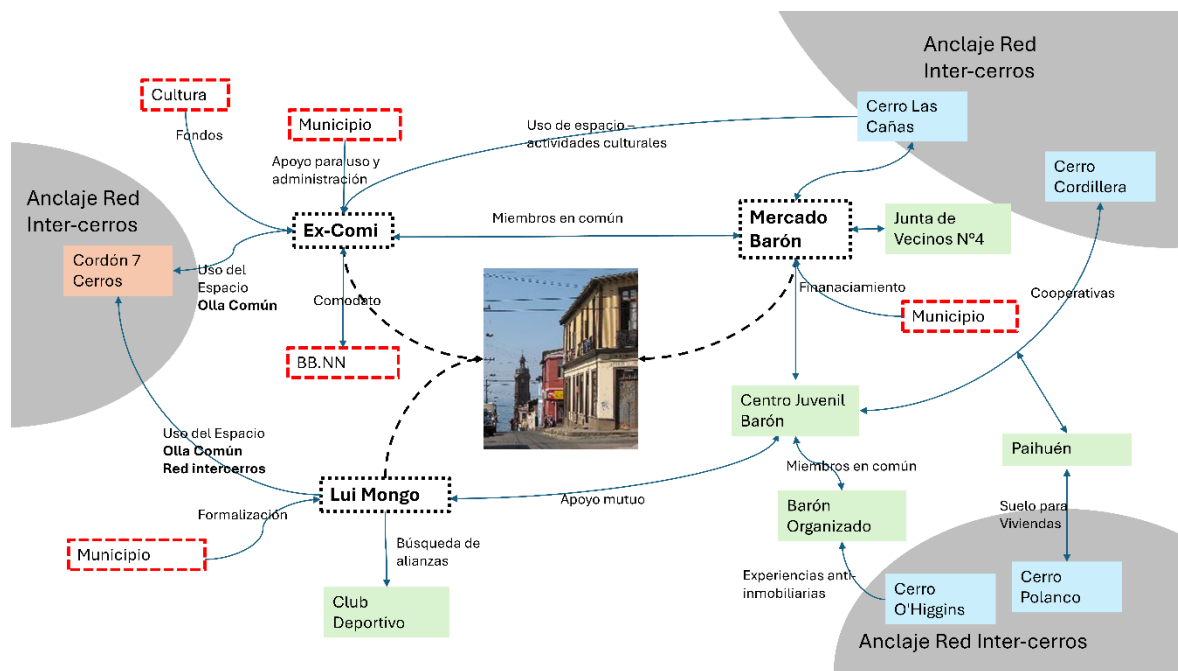 Anclaje Red
Inter-cerros
Cultura
Fondos
Municipio
Apoyo para uso y
administración
Uso de espacio –
actividades culturales
Cerro Las
Cañas
Cerro
Cordillera
Anclaje Red
Inter-cerros
Cordón 7
Cerros
Uso del
Espacio
Olla Común
Ex-Comi
Miembros en común
Mercado
Barón
Junta de
Vecinos N°4
Comodato
BB.NN
Finanaciamiento
Municipio
Cooperativas
Centro Juvenil
Barón
Paihuén
Uso del Espacio
Olla Común
Red intercerros
Lui Mongo
Apoyo mutuo
Miembros en común
Barón
Organizado
Suelo para
Viviendas
Formalización
Municipio
Búsqueda de
alianzas
Club
Deportivo
Experiencias anti-
inmobiliarias
Cerro
O'Higgins
Cerro
Polanco
Anclaje Red Inter-cerros